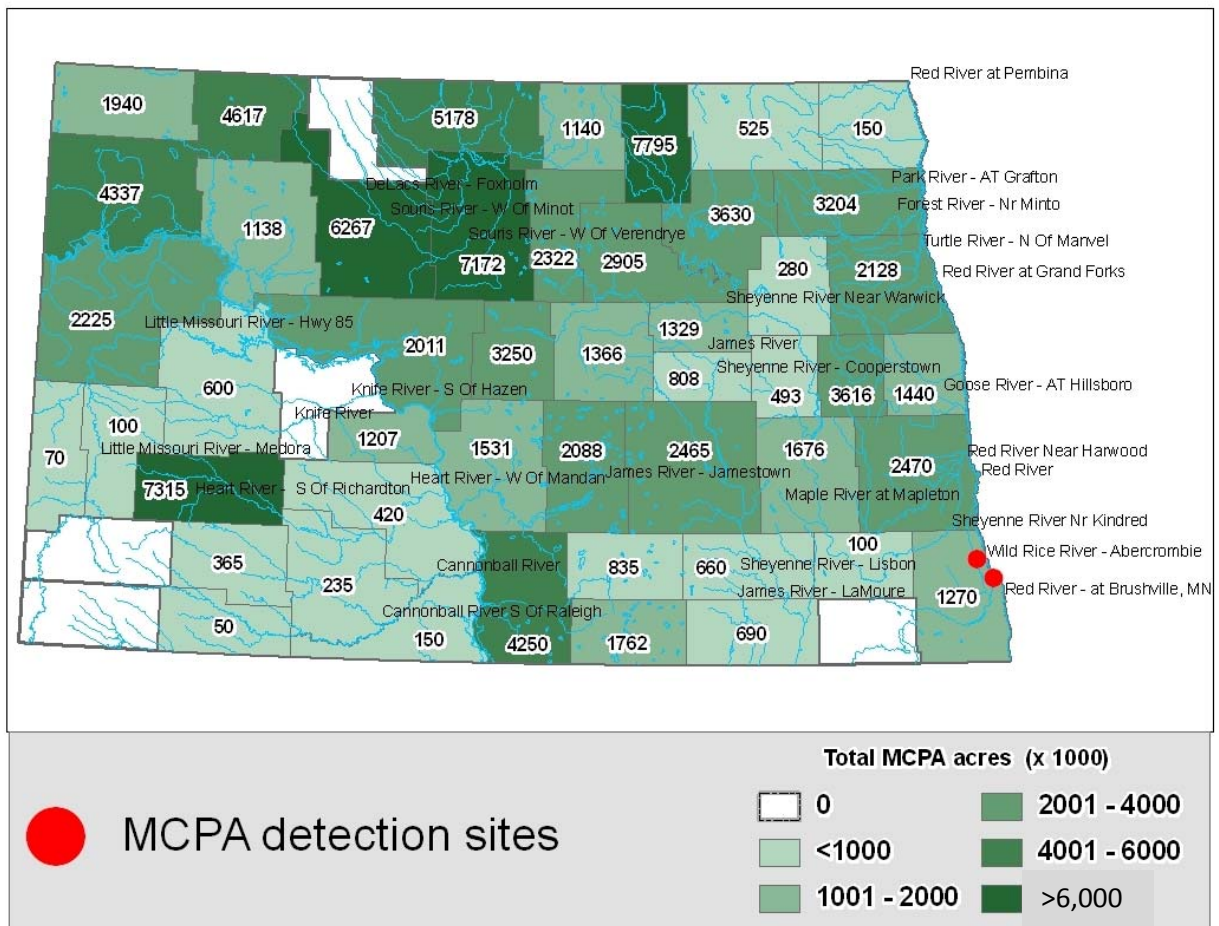 Red River at Pembina
1940
4617
5178
1140
7795
525
150
4337
1138
DeLacs River - Foxholm
Park River - AT Grafton
Souris River - W Of Minot
3630
3204
Forest River - Nr Minto
6267
Souris River - W Of Verendrye
Turtle River - N Of Manvel
7172
2322
2905
280
2128
Red River at Grand Forks
Sheyenne River Near Warwick
2225
Little Missouri River - Hwy 85
2011
3250
1366
1329
James River
600
808
Sheyenne River - Cooperstown
Knife River - S Of Hazen
493
3616
1440
Goose River - AT Hillsboro
Knife River
100
1207
70
Little Missouri River - Medora
1531
2088
2465
1676
Red River Near Harwood
2470
Red River
7315
Heart River - S Of Richardton
Heart River - W Of Mandan
James River - Jamestown
Maple River at Mapleton
420
Sheyenne River Nr Kindred
100
Wild Rice River - Abercrombie
365
235
Cannonball River
835
660
Sheyenne River - Lisbon
Red River - at Brushville, MN
James River - LaMoure
1270
50
Cannonball River S Of Raleigh
150
4250
1762
690
MCPA detection sites
Total MCPA acres (x 1000)
0
<1000
1001 - 2000
2001 - 4000
4001 - 6000
>6,000